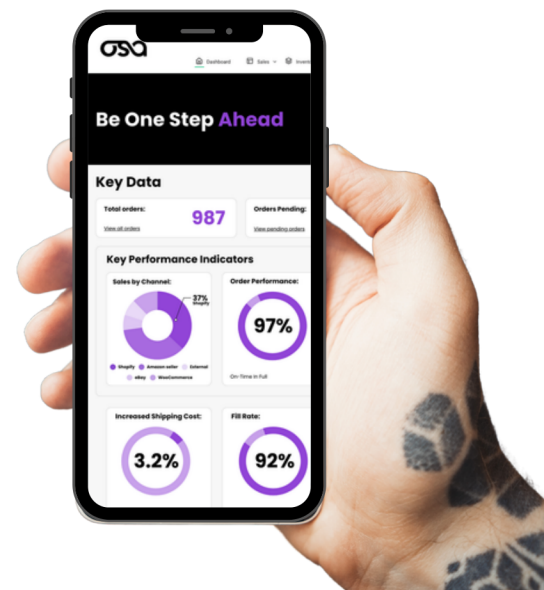 osa
Dashboard Sales
Be One Step Ahead
Key Data
Total orders:
987
View all orders
Orders Pending:
View pending orders
Key Performance Indicators
Sales by Channel:
37%
Shopify
Shopify Amazon seller External
eBay WooCommerce
Order Performance:
97%
On-Time In Full
Increased Shipping Cost:
3.2%
Fill Rate:
92%